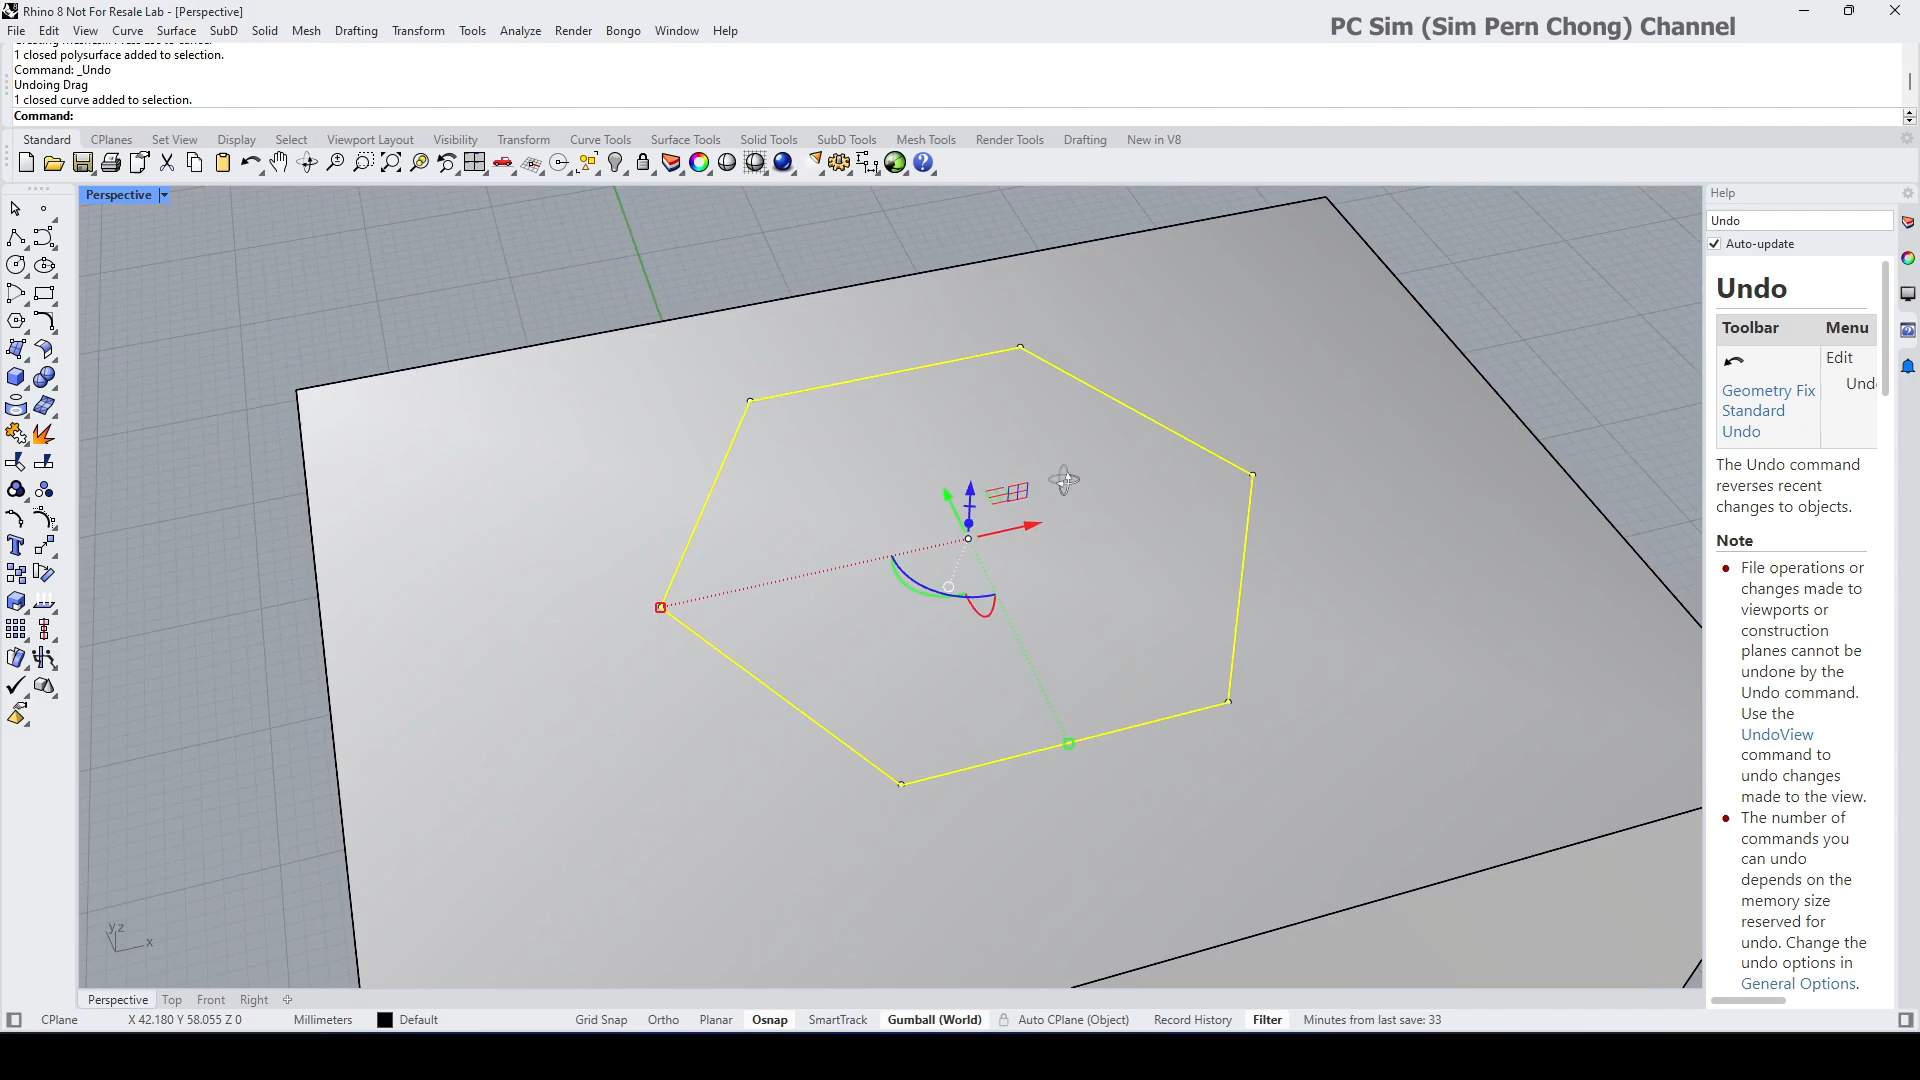 Rhino 8 Not For Resale Lab - [Perspective]
PC Sim (Sim Pern Chong) Channel
File Edit View Curve Surface SubD Solid Mesh Drafting Transform Tools Analyze Render Bongo Window Help
1 closed polysurface added to selection.
Command: _Undo
Undoing Drag
1 closed curve added to selection.
Command:
Standard CPlanes Set View Display Select Viewport Layout Visibility Transform Curve Tools Surface Tools Solid Tools SubD Tools Mesh Tools Render Tools Drafting New in V8
Perspective
Help
Undo
Auto-update
Undo
Toolbar Menu
Edit
Undo
Geometry Fix
Standard
Undo
The Undo command
reverses recent
changes to objects.
Note
File operations or
changes made to
viewports or
construction
planes cannot be
undone by the
Undo command.
Use the
UndoView
command to
undo changes
made to the view.
The number of
commands you
can undo
depends on the
memory size
reserved for
undo. Change the
undo options in
General Options.
y z x
Perspective Top Front Right
CPlane X 42.180 Y 58.055 Z 0 Millimeters Default Grid Snap Ortho Planar Osnap SmartTrack Gumball (World) Auto CPlane (Object) Record History Filter Minutes from last save: 33